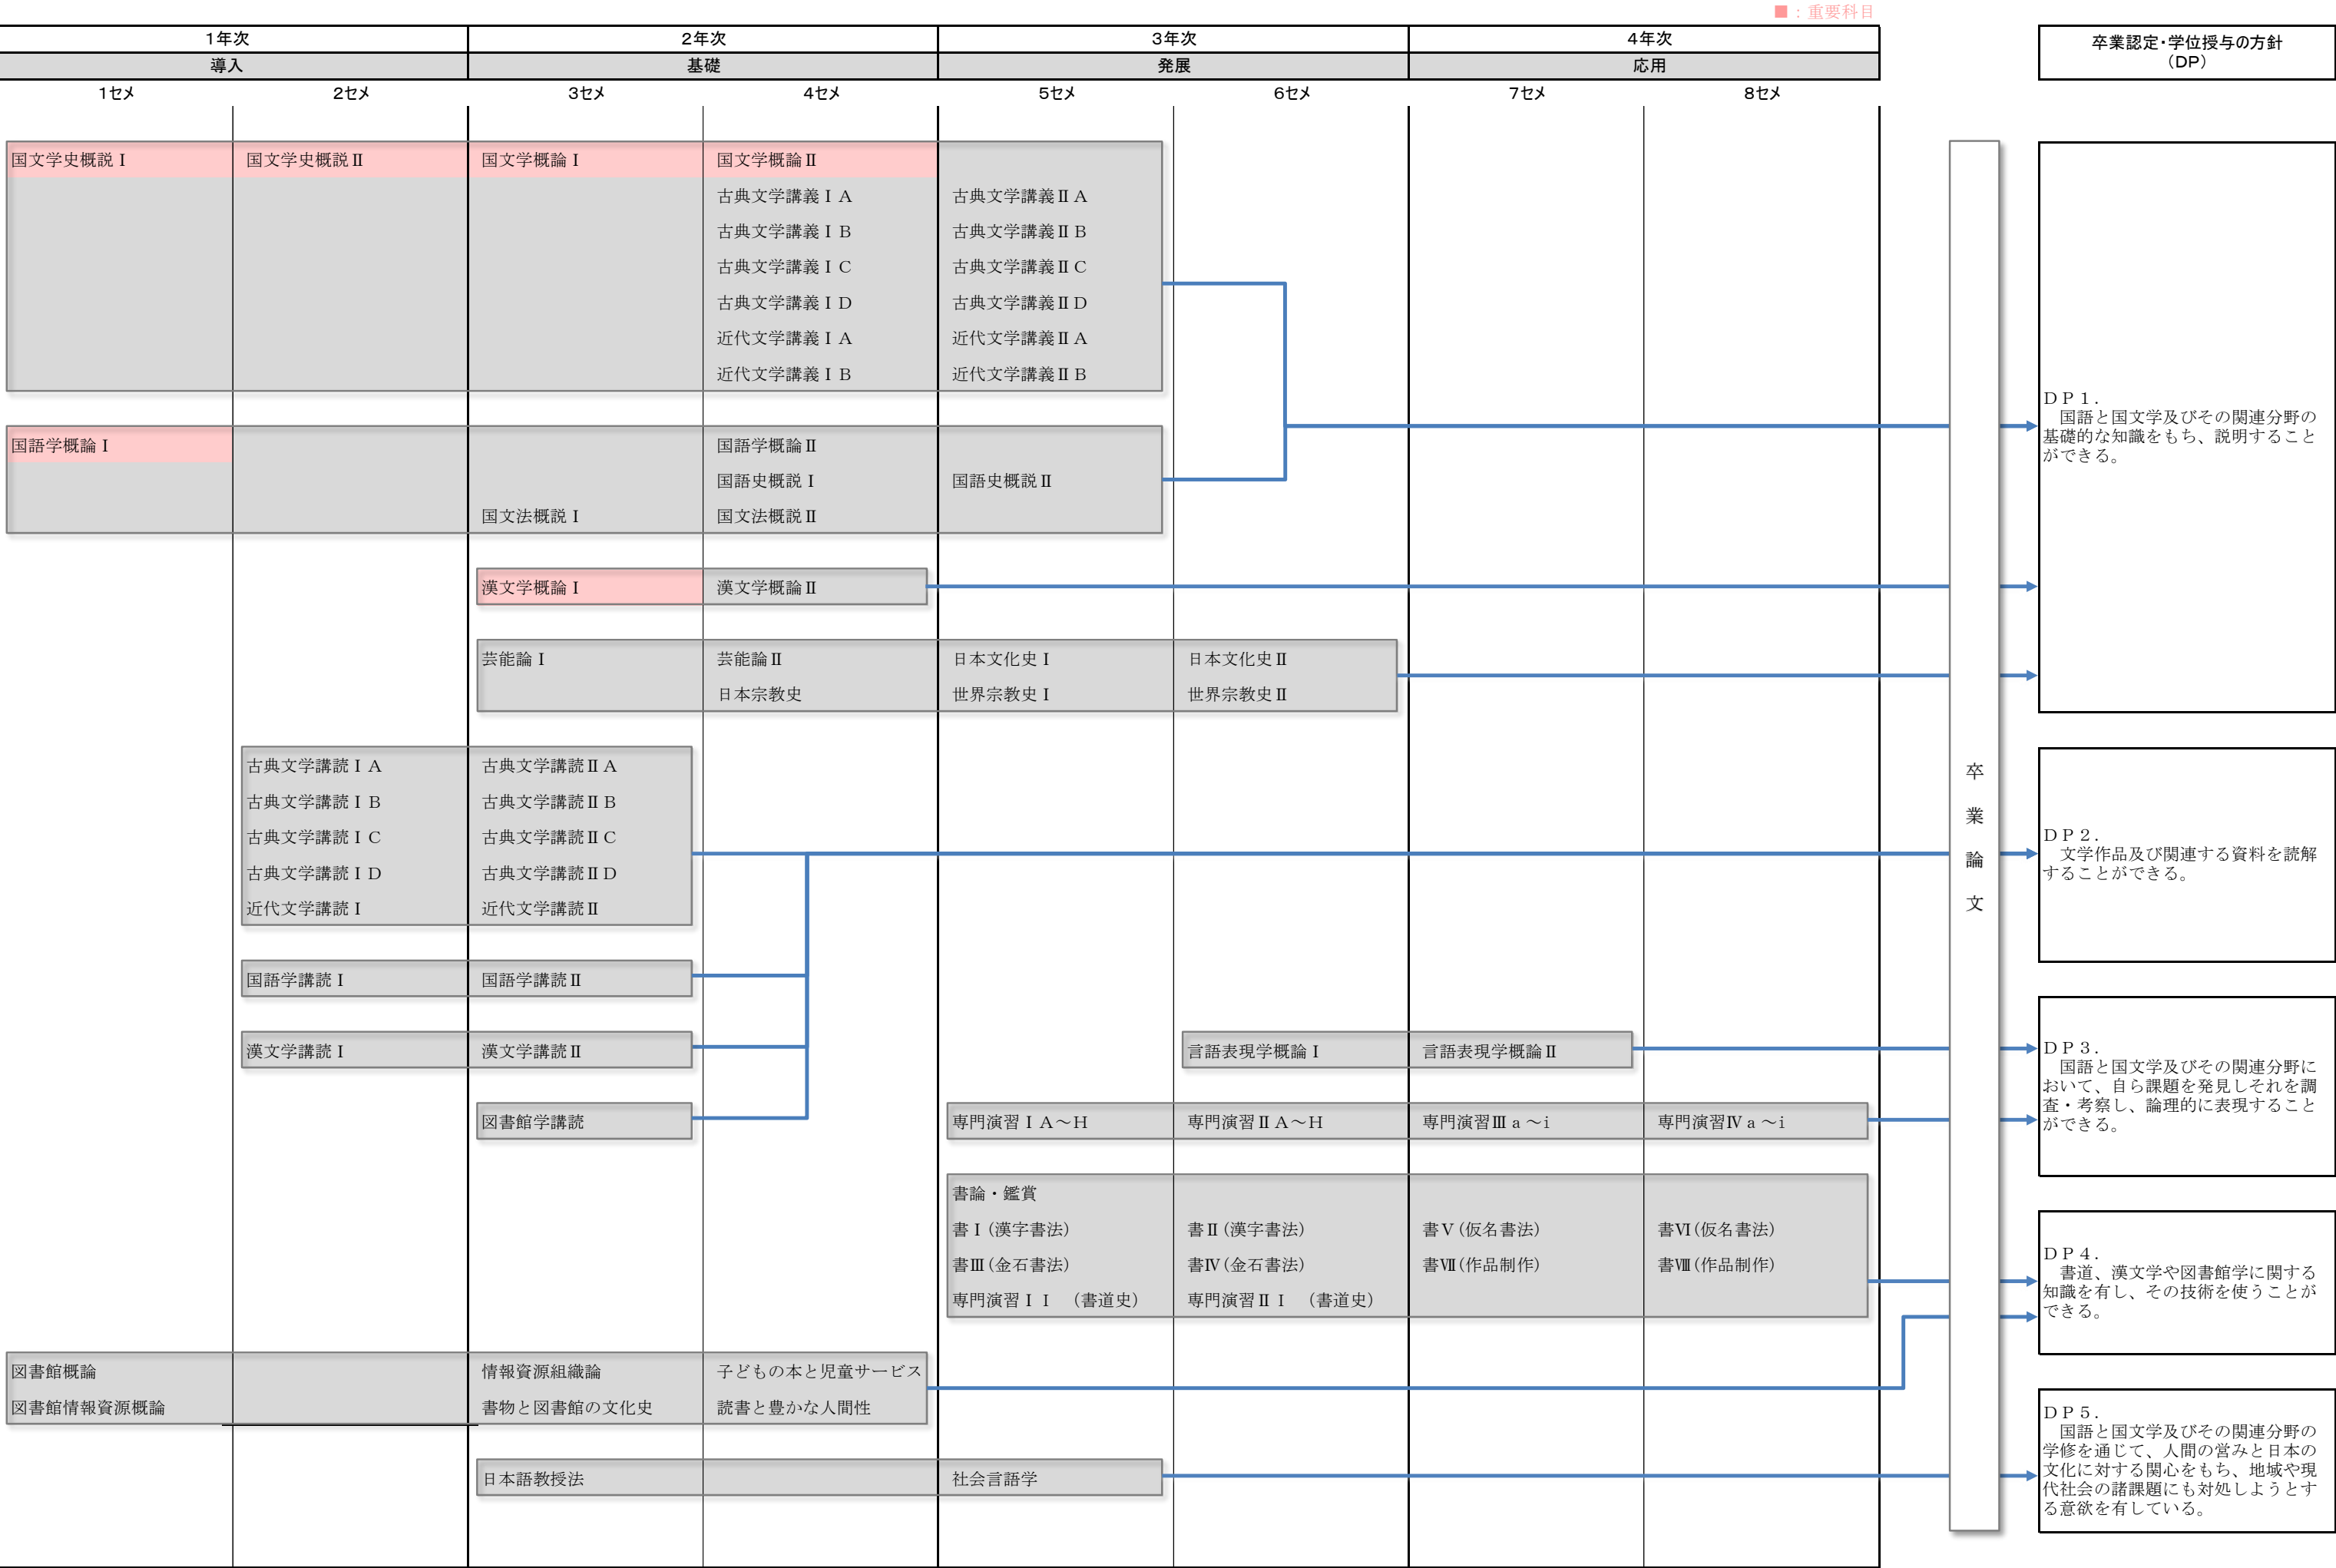 ■：重要科目
1年次 2年次 3年次 4年次 卒業認定・学位授与の方針
（DP）
導入 基礎 発展 応用
1セメ 2セメ 3セメ 4セメ 5セメ 6セメ 7セメ 8セメ
国文学史概説Ⅰ 国文学史概説Ⅱ 国文学概論Ⅰ 国文学概論Ⅱ
古典文学講義ⅠＡ 古典文学講義ⅡＡ
古典文学講義ⅠＢ 古典文学講義ⅡＢ
古典文学講義ⅠＣ 古典文学講義ⅡＣ
古典文学講義ⅠＤ 古典文学講義ⅡＤ
近代文学講義ⅠＡ 近代文学講義ⅡＡ
近代文学講義ⅠＢ 近代文学講義ⅡＢ
国語学概論Ⅰ 国語学概論Ⅱ
国語史概説Ⅰ 国語史概説Ⅱ
国文法概説Ⅰ 国文法概説Ⅱ
漢文学概論Ⅰ 漢文学概論Ⅱ
芸能論Ⅰ 芸能論Ⅱ 日本文化史Ⅰ 日本文化史Ⅱ
日本宗教史 世界宗教史Ⅰ 世界宗教史Ⅱ
古典文学講読ⅠＡ 古典文学講読ⅡＡ
古典文学講読ⅠＢ 古典文学講読ⅡＢ
古典文学講読ⅠＣ 古典文学講読ⅡＣ
古典文学講読ⅠＤ 古典文学講読ⅡＤ
近代文学講読Ⅰ 近代文学講読Ⅱ
国語学講読Ⅰ 国語学講読Ⅱ
漢文学講読Ⅰ 漢文学講読Ⅱ 言語表現学概論Ⅰ 言語表現学概論Ⅱ
図書館学講読 専門演習ⅠＡ～Ｈ 専門演習ⅡＡ～Ｈ 専門演習Ⅲａ～i 専門演習Ⅳａ～i
書論・鑑賞
書Ⅰ(漢字書法) 書Ⅱ(漢字書法) 書Ⅴ(仮名書法) 書Ⅵ(仮名書法)
書Ⅲ(金石書法) 書Ⅳ(金石書法) 書Ⅶ(作品制作) 書Ⅷ(作品制作)
専門演習ⅠＩ　（書道史） 専門演習ⅡＩ　（書道史）
図書館概論 情報資源組織論 子どもの本と児童サービス
図書館情報資源概論 書物と図書館の文化史 読書と豊かな人間性
日本語教授法 社会言語学
卒
業
論
文
ＤＰ１．
　国語と国文学及びその関連分野の
基礎的な知識をもち、説明すること
ができる。
ＤＰ２．
　文学作品及び関連する資料を読解
することができる。
ＤＰ３．
　国語と国文学及びその関連分野に
おいて、自ら課題を発見しそれを調
査・考察し、論理的に表現すること
ができる。
ＤＰ４．
　書道、漢文学や図書館学に関する
知識を有し、その技術を使うことが
できる。
ＤＰ５．
　国語と国文学及びその関連分野の
学修を通じて、人間の営みと日本の
文化に対する関心をもち、地域や現
代社会の諸課題にも対処しようとす
る意欲を有している。